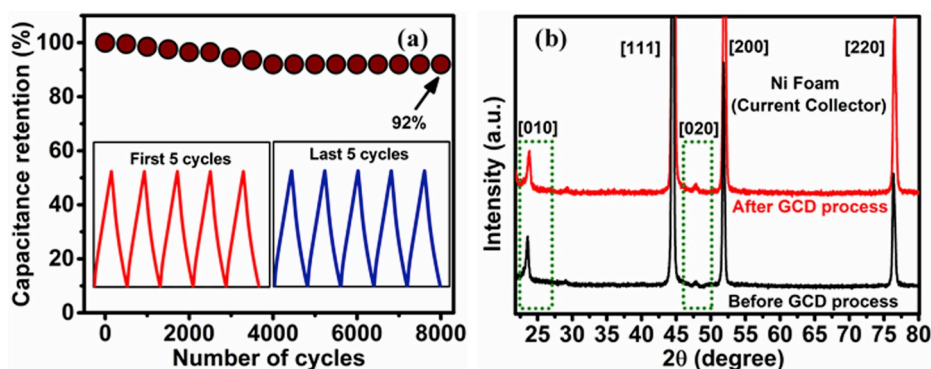 Capacitance retention (%)
100
80
60
40
20
0
(a)
92%
First 5 cycles
Last 5 cycles
0
2000
4000
6000
8000
Number of cycles
Intensity (a.u.)
(b)
[111]
[200]
[220]
Ni Foam
(Current Collector)
[010]
[020]
After GCD process
Before GCD process
25 30 35 40 45 50 55 60 65 70 75 80
2θ (degree)